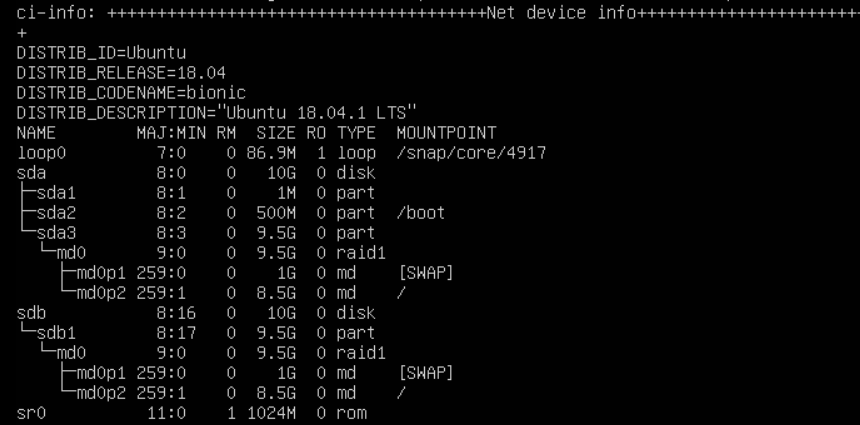 ci-info: ++++++++++++++++++++++++++++++++++++++Net device info++++++++++++++++++++++
+
DISTRIB_ID=Ubuntu
DISTRIB_RELEASE=18.04
DISTRIB_CODENAME=bionic
DISTRIB_DESCRIPTION="Ubuntu 18.04.1 LTS"
NAME        MAJ:MIN RM  SIZE RO TYPE  MOUNTPOINT
loop0         7:0    0 86.9M  1 loop  /snap/core/4917
sda           8:0    0   10G  0 disk
├─sda1        8:1    0    1M  0 part
├─sda2        8:2    0  500M  0 part  /boot
└─sda3        8:3    0  9.5G  0 part
  └─md0       9:0    0  9.5G  0 raid1
    ├─md0p1 259:0    0    1G  0 md    [SWAP]
    └─md0p2 259:1    0  8.5G  0 md    /
sdb           8:16   0   10G  0 disk
└─sdb1        8:17   0  9.5G  0 part
  └─md0       9:0    0  9.5G  0 raid1
    ├─md0p1 259:0    0    1G  0 md    [SWAP]
    └─md0p2 259:1    0  8.5G  0 md    /
sr0          11:0    1 1024M  0 rom